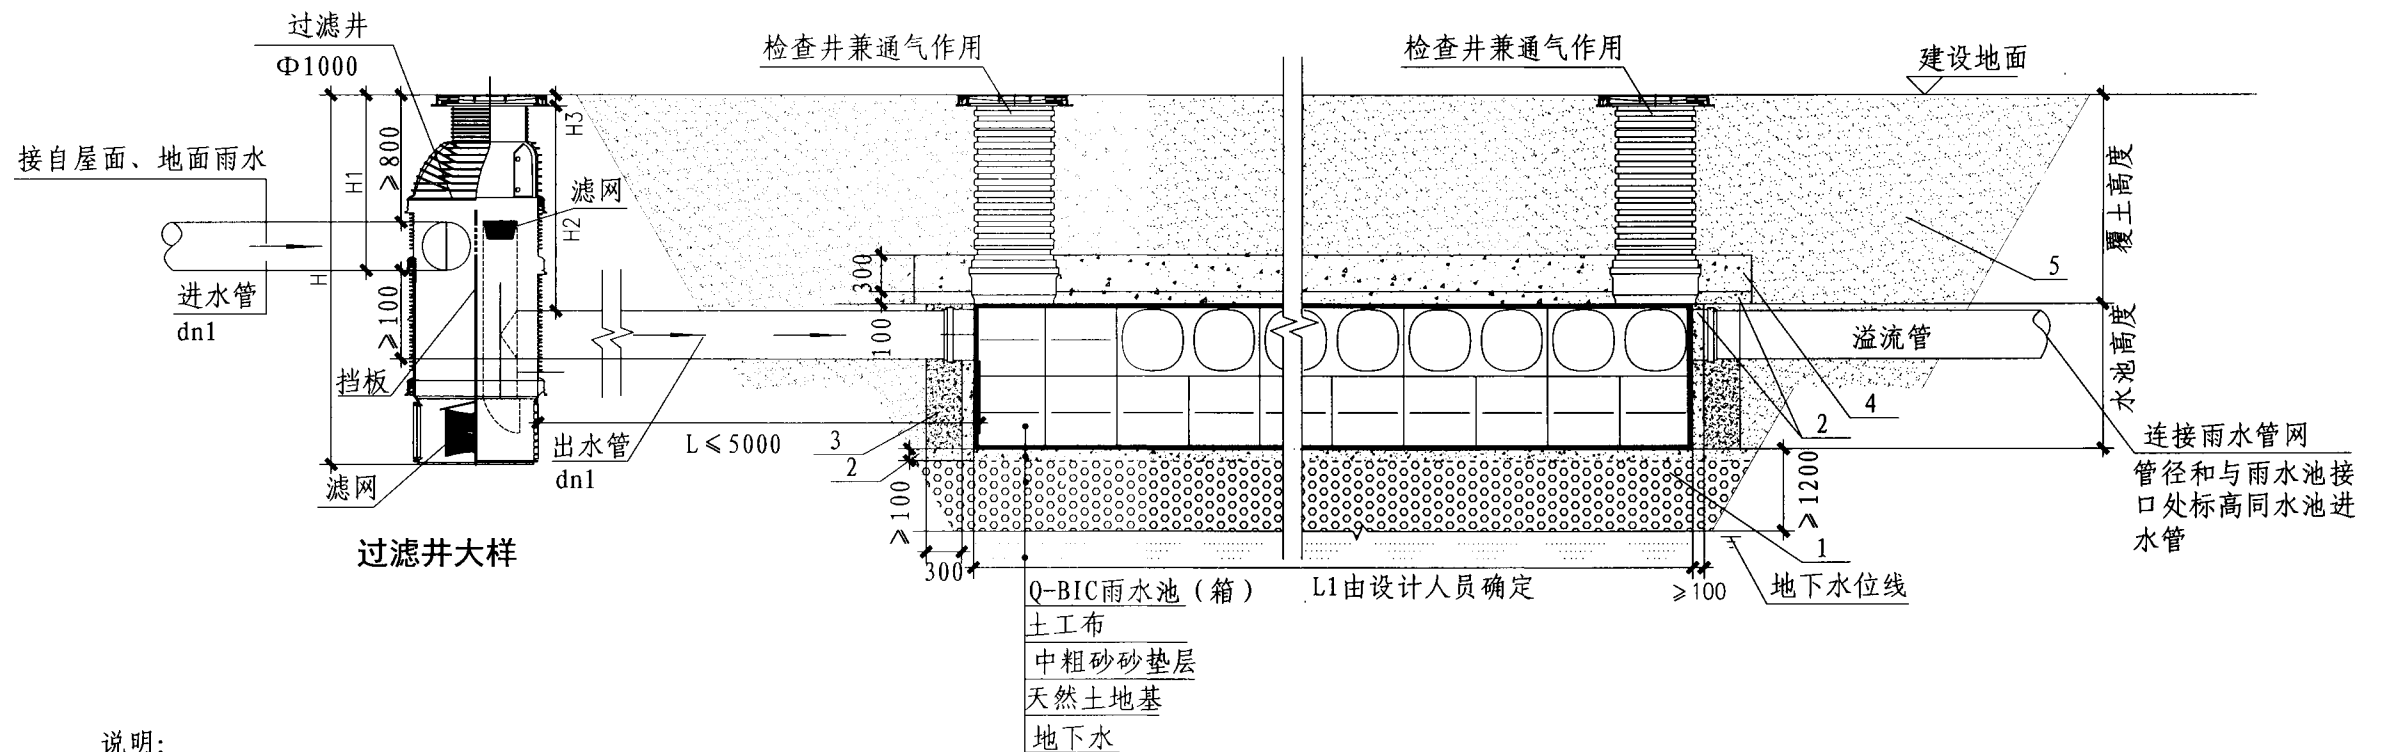 过滤井
Φ1000
检查井兼通气作用
检查井兼通气作用
建设地面
接自屋面、地面雨水
H
H1
≥800
H3
滤网
H2
覆土高度
5
300
进水管
dn1
≥100
100
溢流管
水池高度
挡板
4
2
3
出水管
dn1
L≤5000
2
连接雨水管网
管径和与雨水池接
口处标高同水池进
水管
滤网
≥100
≥1200
过滤井大样
1
300
Q-BIC雨水池（箱）
L1由设计人员确定
≥100
地下水位线
土工布
中粗砂砂垫层
天然土地基
地下水
说明: